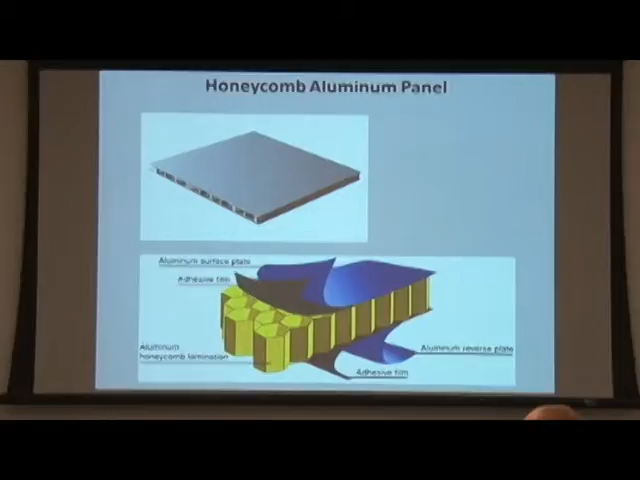 Honeycomb Aluminum Panel
Aluminum surface plate
Adhesive film
Aluminum
honeycomb lamination
Aluminum reverse plate
Adhesive film